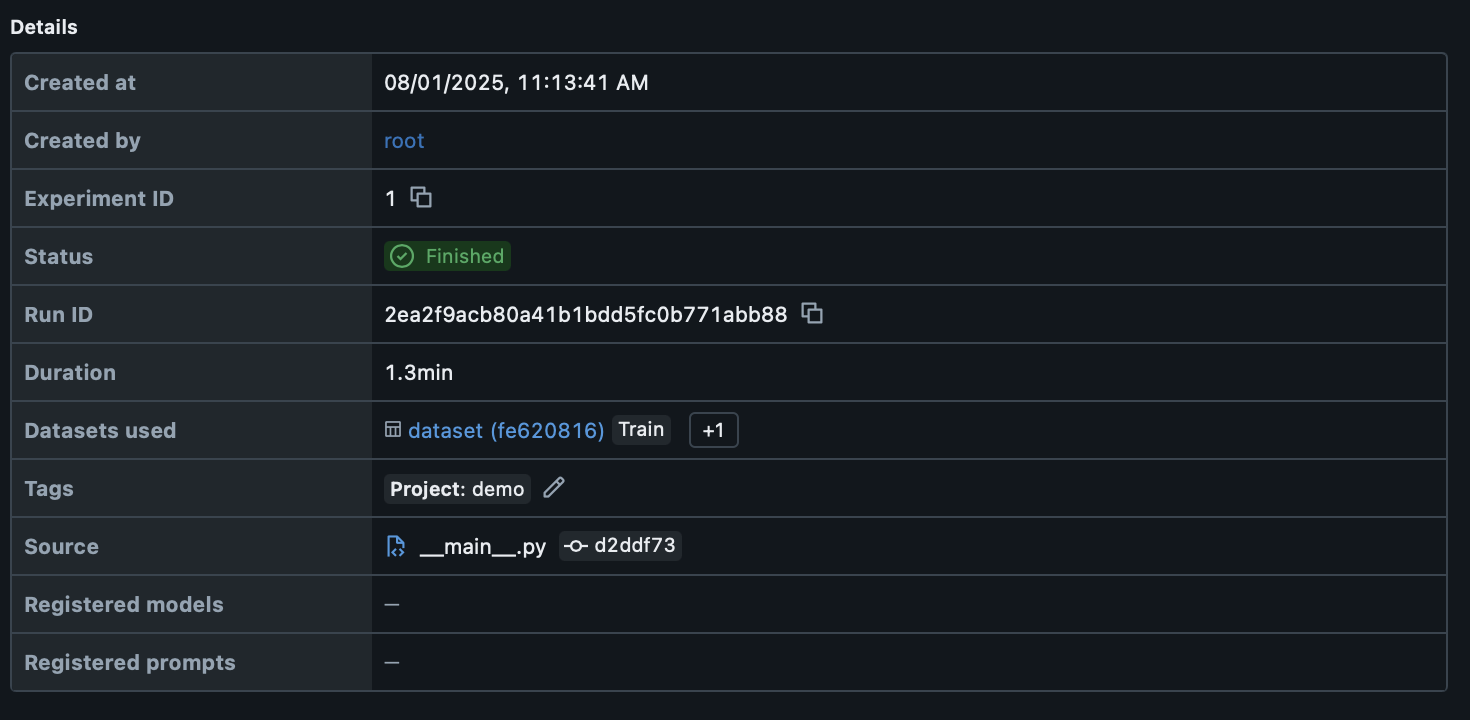 Details
Created at 08/01/2025, 11:13:41 AM
Created by root
Experiment ID 1
Status Finished
Run ID 2ea2f9acb80a41b1bdd5fc0b771abb88
Duration 1.3min
Datasets used dataset (fe620816) Train +1
Tags Project: demo
Source __main__.py d2ddf73
Registered models —
Registered prompts —